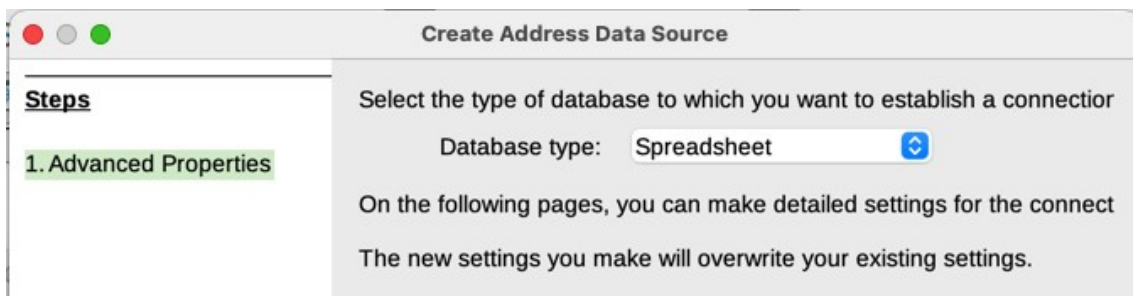 Create Address Data Source
Steps
1. Advanced Properties
Select the type of database to which you want to establish a connection
Database type: Spreadsheet
On the following pages, you can make detailed settings for the connect
The new settings you make will overwrite your existing settings.